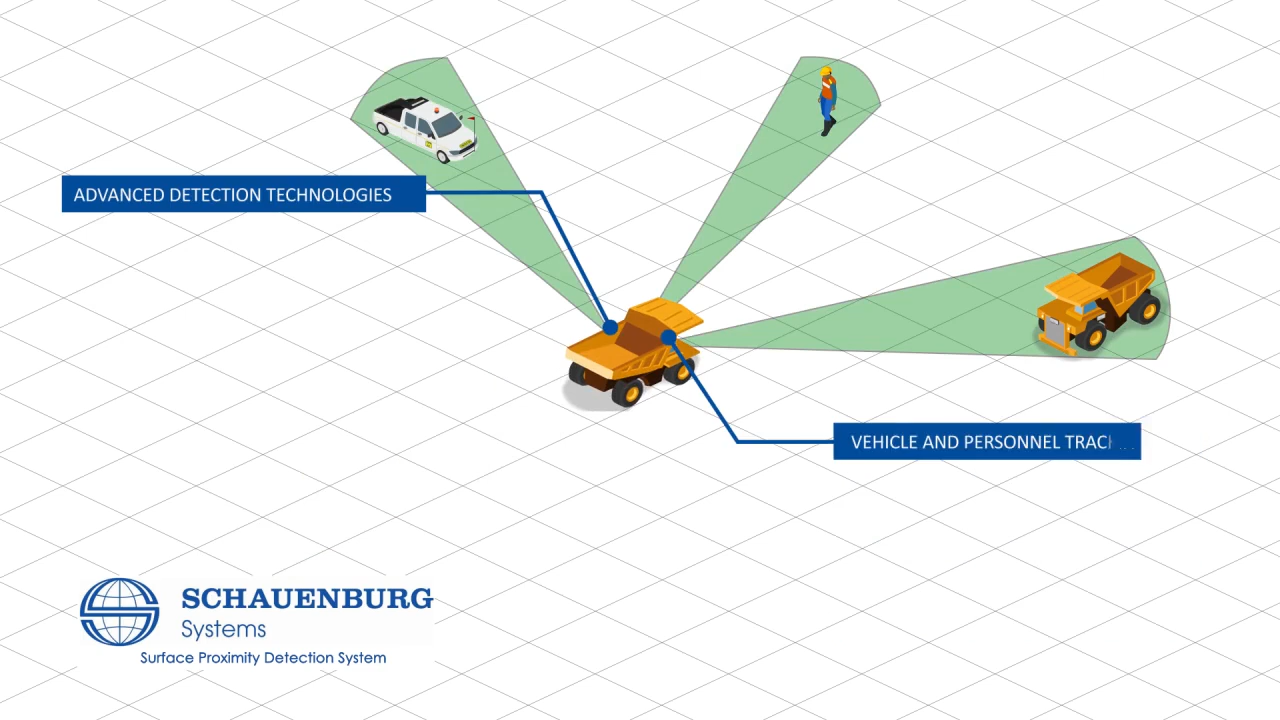 ADVANCED DETECTION TECHNOLOGIES
VEHICLE AND PERSONNEL
SCHAUENBURG
Systems
Surface Proximity Detection System